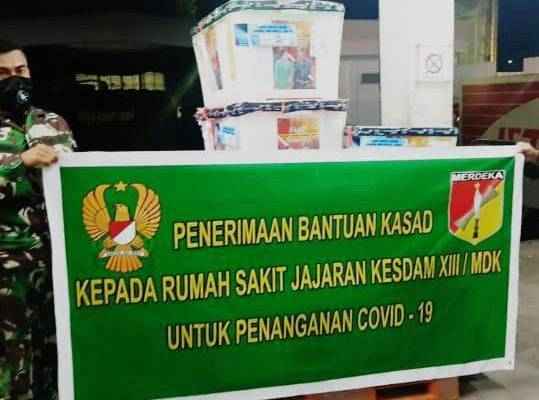 MERDEKA
PENERIMAAN BANTUAN KASAD
KEPADA RUMAH SAKIT JAJARAN KESDAM XIII / MDK
UNTUK PENANGANAN COVID - 19